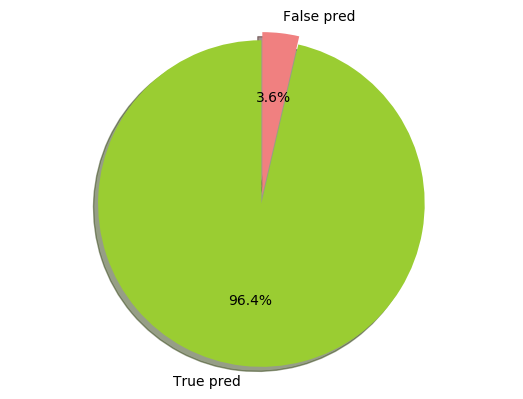 False pred
3.6%
96.4%
True pred